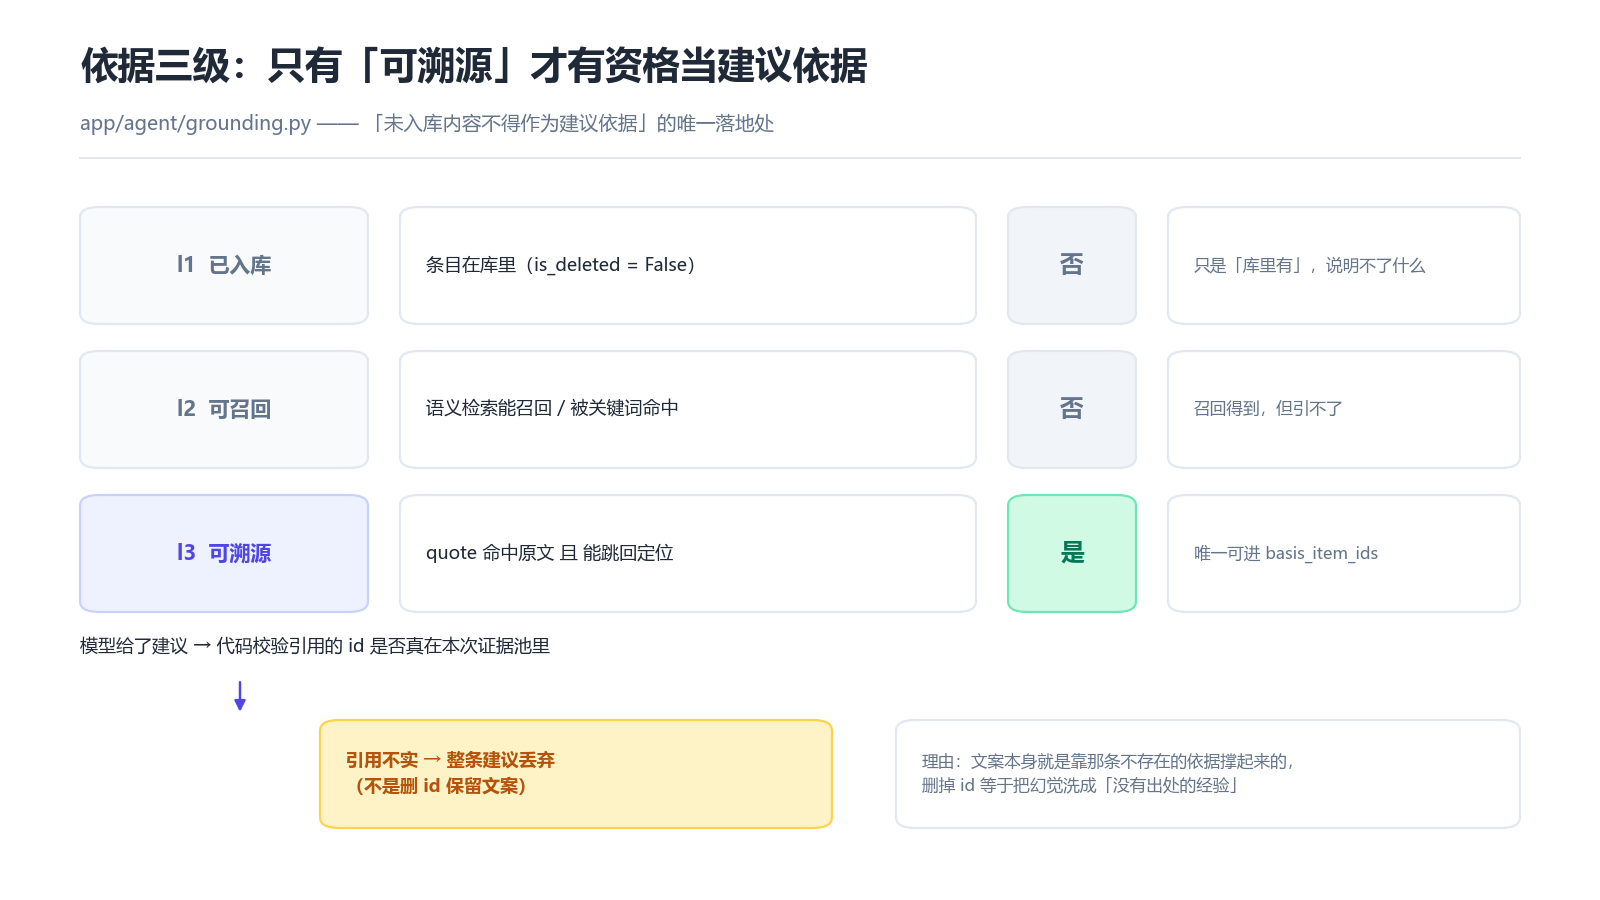 依据三级：只有「可溯源」才有资格当建议依据
app/agent/grounding.py —— 「未入库内容不得作为建议依据」的唯一落地处
l1 已入库
条目在库里（is_deleted = False）
否
只是「库里有」，说明不了什么
l2 可召回
语义检索能召回 / 被关键词命中
否
召回得到，但引不了
l3 可溯源
quote 命中原文 且 能跳回定位
是
唯一可进 basis_item_ids
模型给了建议 → 代码校验引用的 id 是否真在本次证据池里
引用不实 → 整条建议丢弃
（不是删 id 保留文案）
理由：文案本身就是靠那条不存在的依据撑起来的，
删掉 id 等于把幻觉洗成「没有出处的经验」